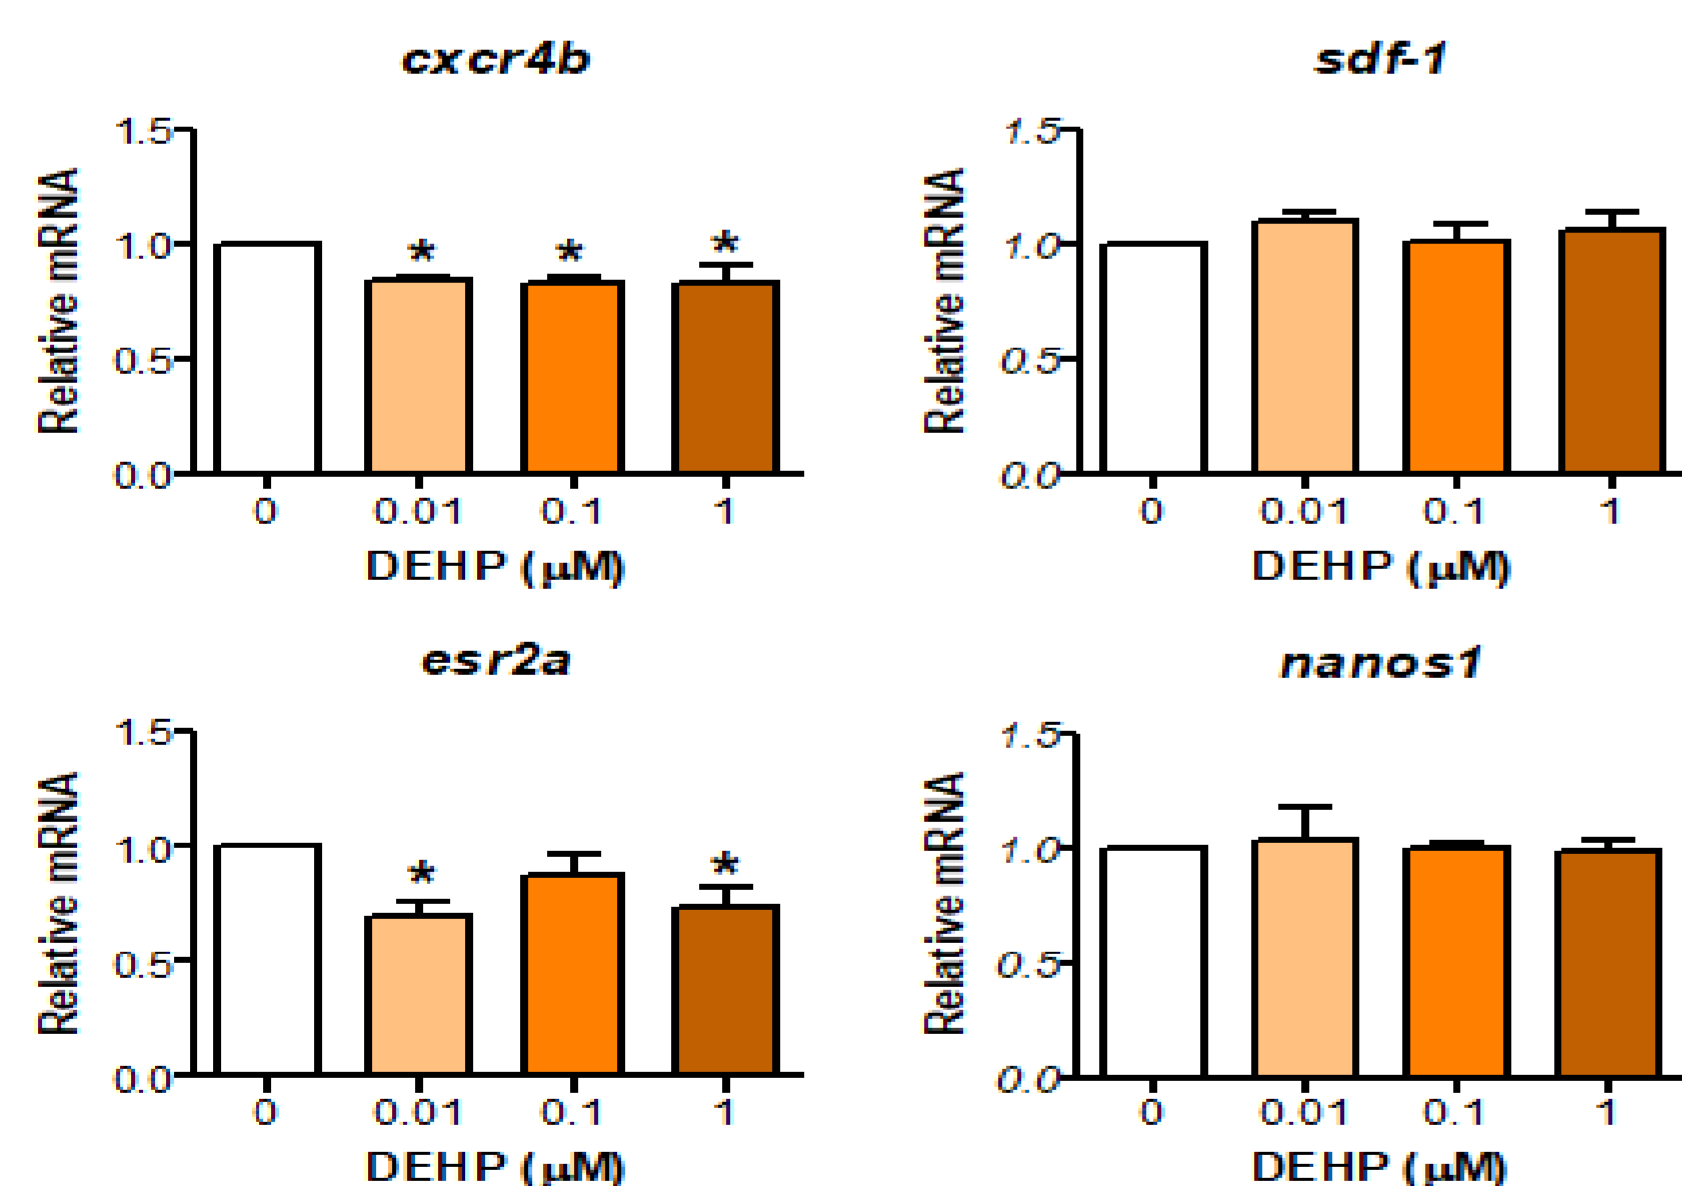 cxcr4b
1.5
1.0
0.5
0.0
Relative mRNA
* * *
0 0.01 0.1 1
DEHP (μM)
sdf-1
1.5
1.0
0.5
0.0
Relative mRNA
0 0.01 0.1 1
DEHP (μM)
esr2a
1.5
1.0
0.5
0.0
Relative mRNA
* *
0 0.01 0.1 1
DEHP (μM)
nanos1
1.5
1.0
0.5
0.0
Relative mRNA
0 0.01 0.1 1
DEHP (μM)